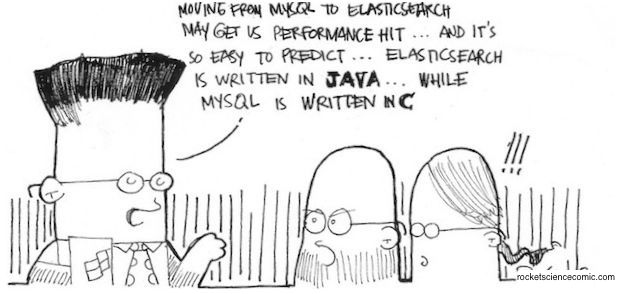 MOVING FROM MYSQL TO ELASTICSEARCH
MAY GET US PERFORMANCE HIT ... AND IT'S
SO EASY TO PREDICT ... ELASTICSEARCH
IS WRITTEN IN JAVA ... WHILE
MYSQL IS WRITTEN IN C
!!!
rocketsciencecomic.com